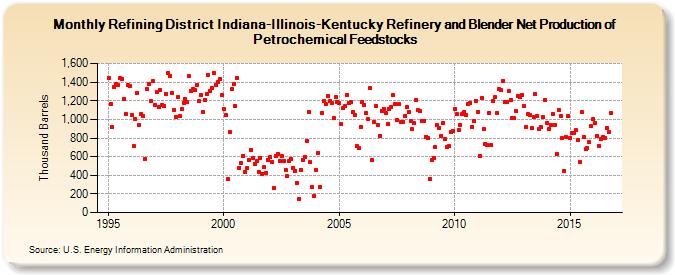 Monthly Refining District Indiana-Illinois-Kentucky Refinery and Blender Net Production of
Petrochemical Feedstocks
Thousand Barrels
1,600
1,400
1,200
1,000
800
600
400
200
0
1995 2000 2005 2010 2015
Source: U.S. Energy Information Administration